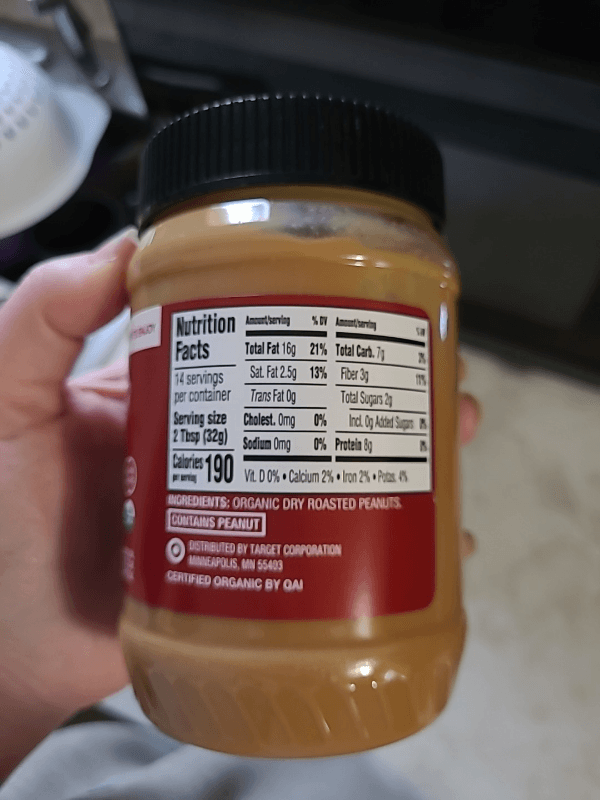 Nutrition
Facts
14 servings
per container
Serving size
2 Tbsp (32g)
Calories 190
per serving
Amount/serving % DV
Total Fat 16g 21%
Sat. Fat 2.5g 13%
Trans Fat 0g
Cholest. 0mg 0%
Sodium 0mg 0%
Amount/serving
Total Carb. 7g
Fiber 3g 11%
Total Sugars 2g
Incl. 0g Added Sugars
Protein 8g
Vit. D 0% • Calcium 2% • Iron 2% • Potas. 4%
INGREDIENTS: ORGANIC DRY ROASTED PEANUTS.
CONTAINS PEANUT
DISTRIBUTED BY TARGET CORPORATION
MINNEAPOLIS, MN 55403
CERTIFIED ORGANIC BY QAI